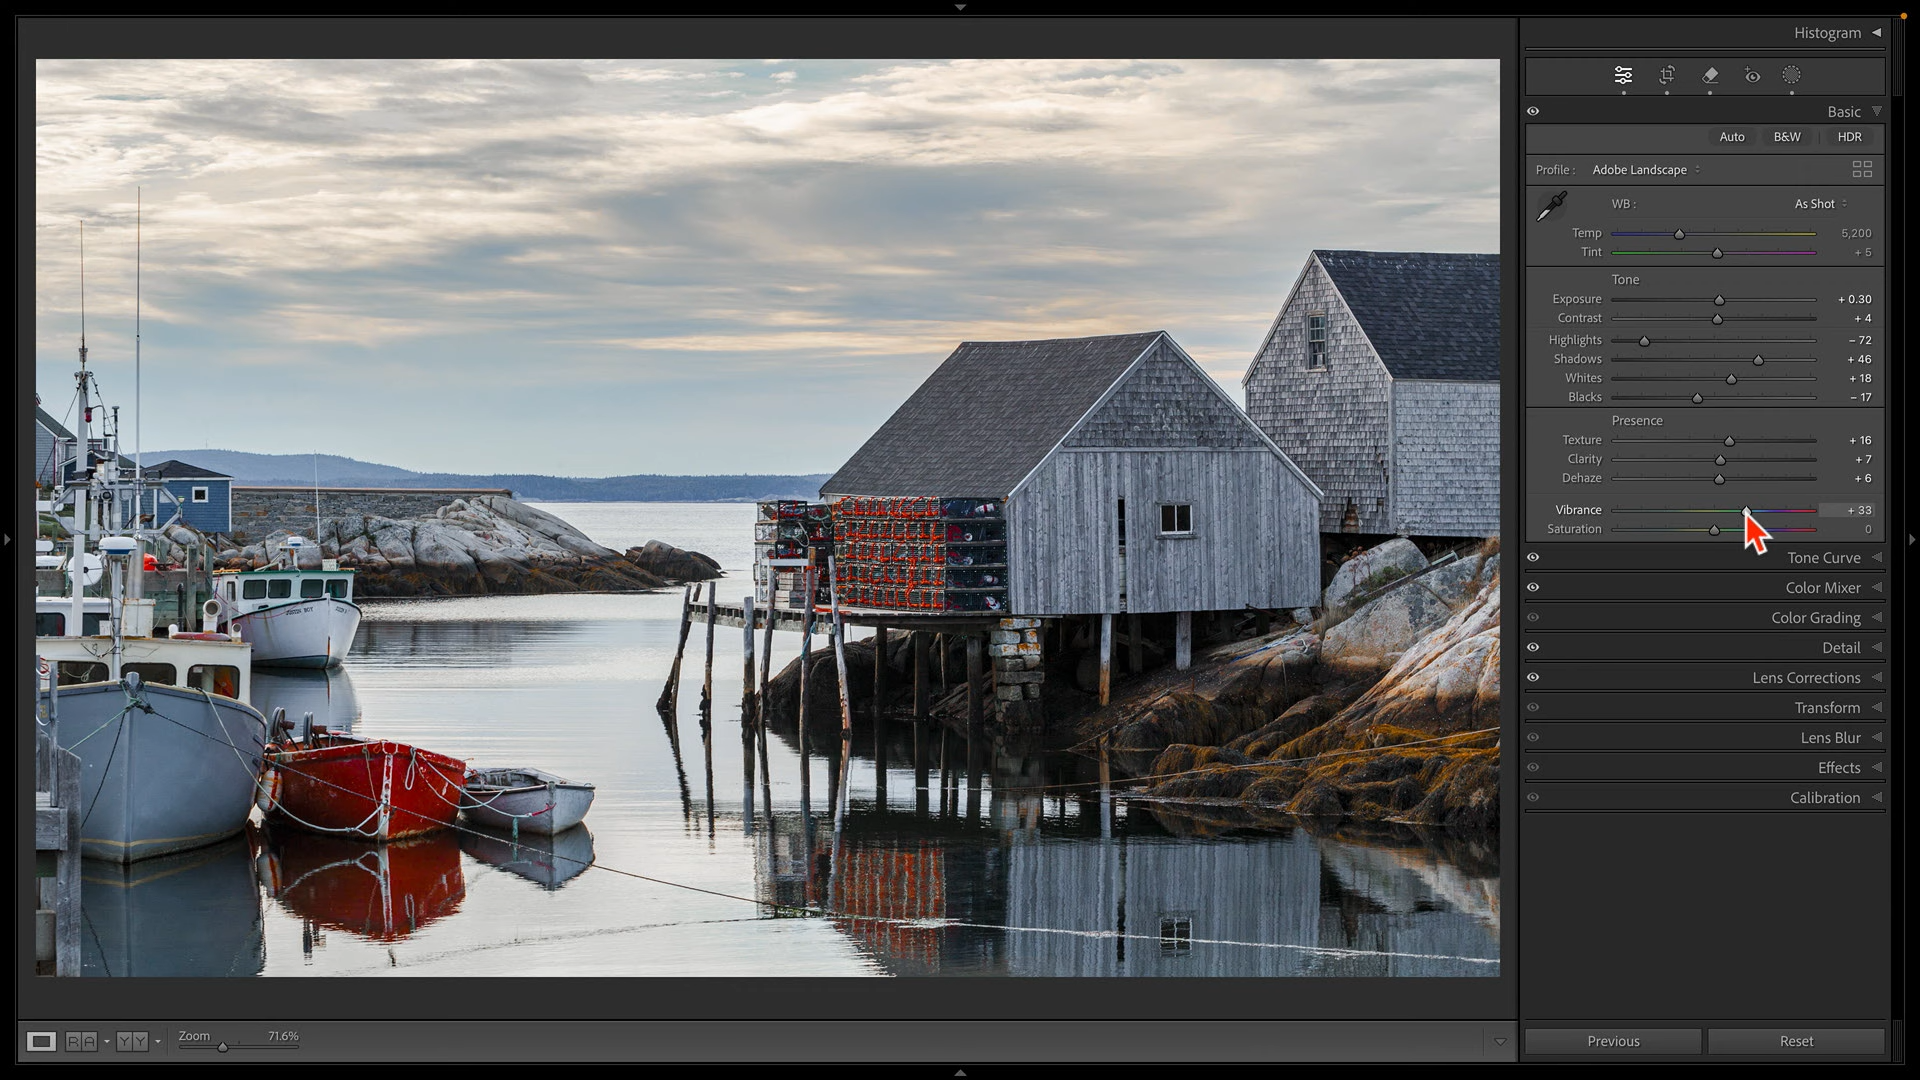 Histogram
Basic
Auto B&W HDR
Profile : Adobe Landscape
WB : As Shot
Temp 5,200
Tint + 5
Tone
Exposure + 0.30
Contrast + 4
Highlights – 72
Shadows + 46
Whites + 18
Blacks – 17
Presence
Texture + 16
Clarity + 7
Dehaze + 6
Vibrance + 33
Saturation 0
Tone Curve
Color Mixer
Color Grading
Detail
Lens Corrections
Transform
Lens Blur
Effects
Calibration
R A Y Y Zoom 71.6%
Previous Reset